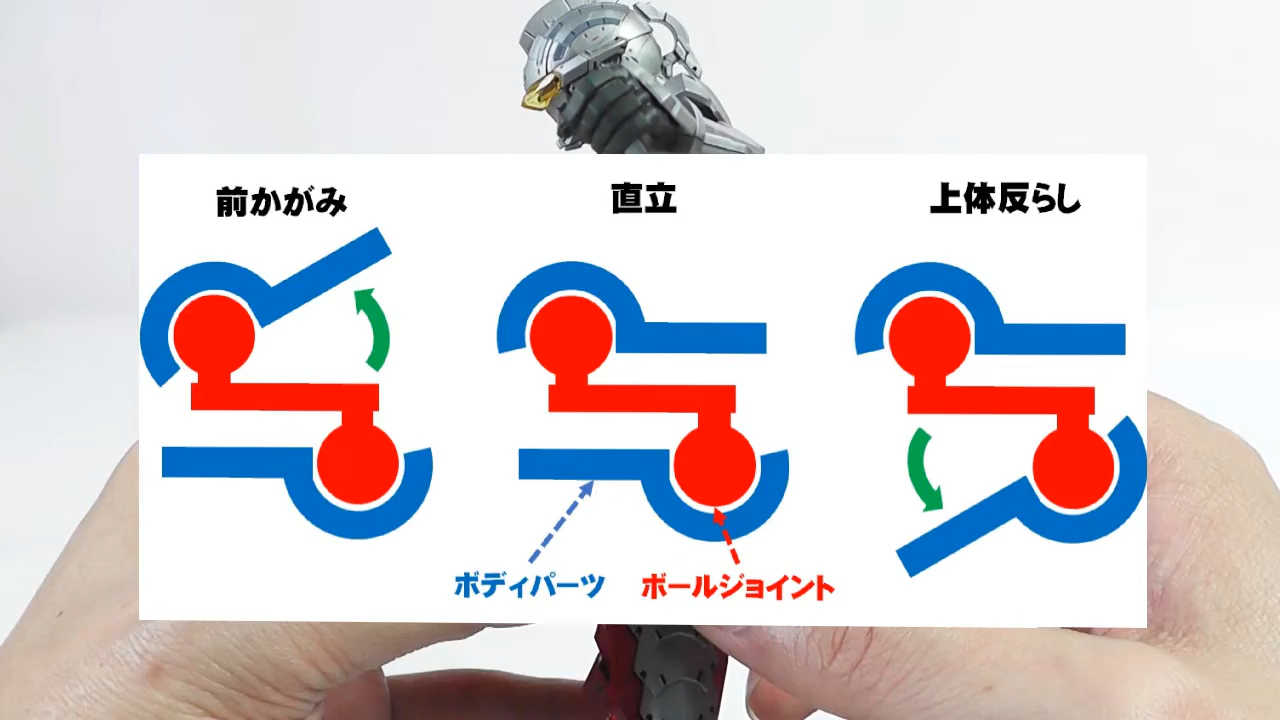 前かがみ
直立
上体反らし
ボディパーツ
ボールジョイント